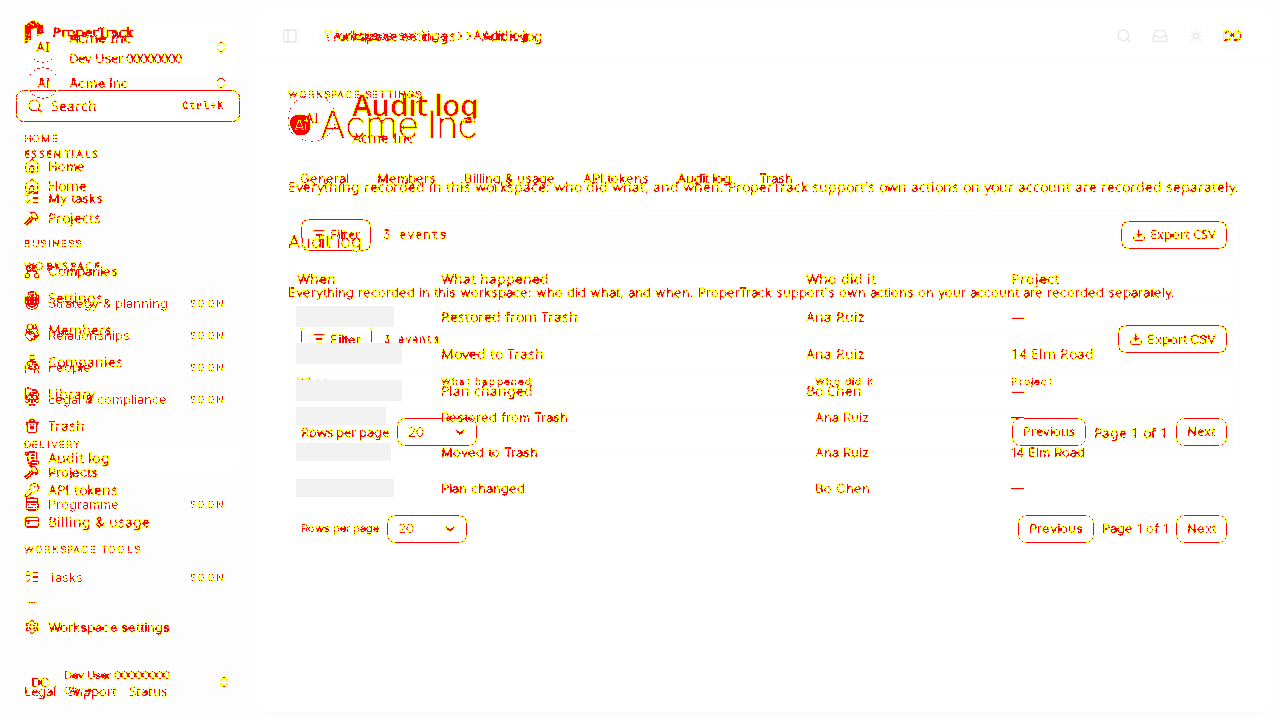 ProperTrack
Acme Inc
AI
Dev User 00000000
AI
Acme Inc
Search
Ctrl+K
HOME
ESSENTIALS
Home
Home
My tasks
Projects
BUSINESS
WORKSPACE
Companies
Settings
Strategy & planning
SOON
Members
Relationships
SOON
Companies
People
SOON
Library
Legal & compliance
SOON
Trash
DELIVERY
Audit log
Projects
API tokens
Programme
SOON
Billing & usage
WORKSPACE TOOLS
Tasks
SOON
Workspace settings
Dev User 00000000
Legal
Support
Status
Workspace settings > Audit log
WORKSPACE SETTINGS
Audit log
AI
Acme Inc
Acme Inc
General
Members
Billing & usage
API tokens
Audit log
Trash
Everything recorded in this workspace: who did what, and when. ProperTrack support's own actions on your account are recorded separately.
Filter
3 events
Export CSV
Audit log
When
What happened
Who did it
Project
Everything recorded in this workspace: who did what, and when. ProperTrack support's own actions on your account are recorded separately.
Restored from Trash
Ana Ruiz
—
Filter
3 events
Export CSV
Moved to Trash
Ana Ruiz
14 Elm Road
When
What happened
Who did it
Project
Plan changed
Bo Chen
—
Restored from Trash
Ana Ruiz
—
Rows per page
20
Previous
Page 1 of 1
Next
Moved to Trash
Ana Ruiz
14 Elm Road
Plan changed
Bo Chen
—
Rows per page
20
Previous
Page 1 of 1
Next